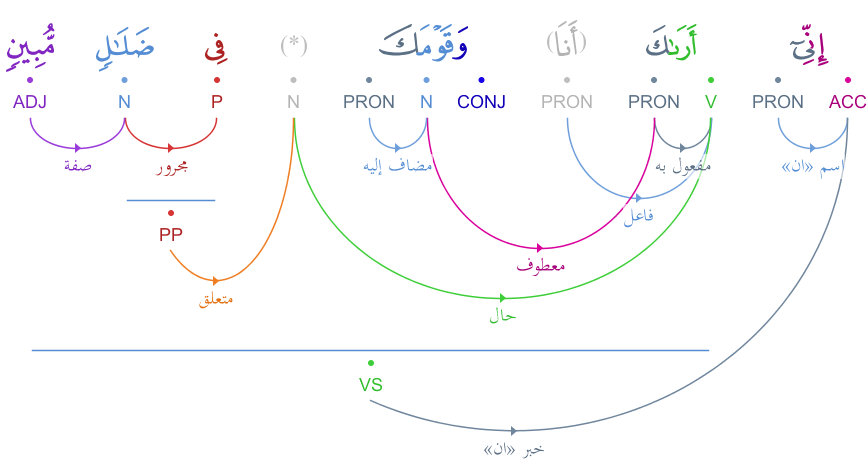 إِنِّىٓ أَرَىٰكَ (أَنَا) وَقَوْمَكَ (*) فِى ضَلَـٰلٍ مُّبِينٍ
ACC PRON V PRON PRON CONJ N PRON N P N ADJ
اسم «ان» مفعول به مضاف إليه مجرور صفة
فاعل
PP
معطوف
متعلق
حال
VS
خبر «ان»